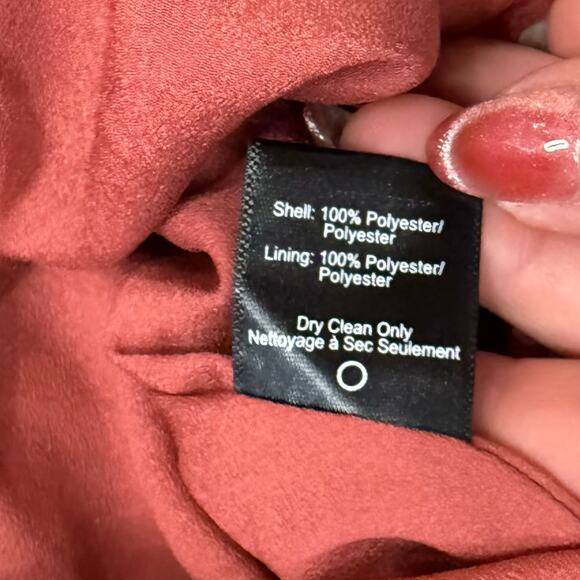 Shell: 100% Polyester/
Polyester
Lining: 100% Polyester/
Polyester
Dry Clean Only
Nettoyage à Sec Seulement